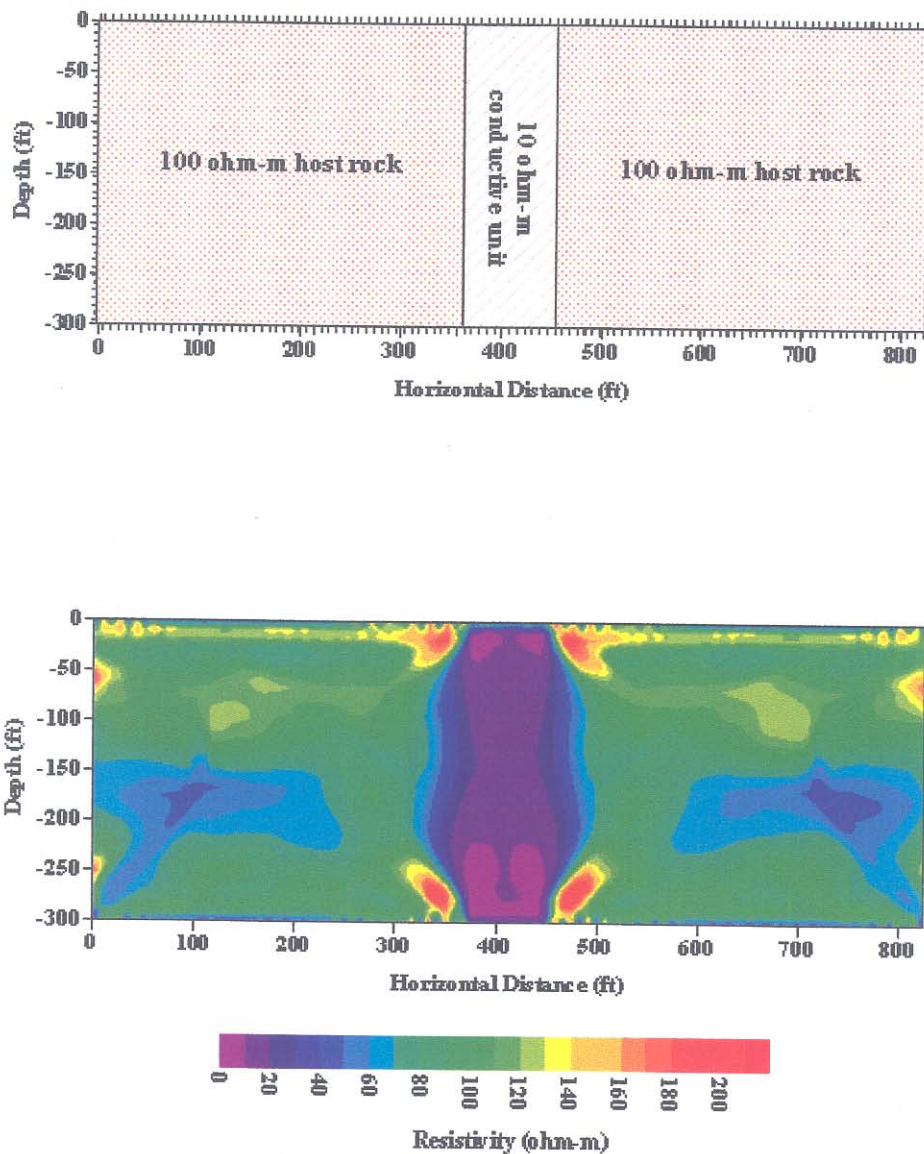 0
-50
-100
-150
-200
-250
-300
Depth (ft)
100 ohm-m host rock
10 ohm-m
conductive unit
100 ohm-m host rock
0 100 200 300 400 500 600 700 800
Horizontal Distance (ft)
0
-50
-100
-150
-200
-250
-300
Depth (ft)
0 100 200 300 400 500 600 700 800
Horizontal Distance (ft)
0 20 40 60 80 100 120 140 160 180 200
Resistivity (ohm-m)